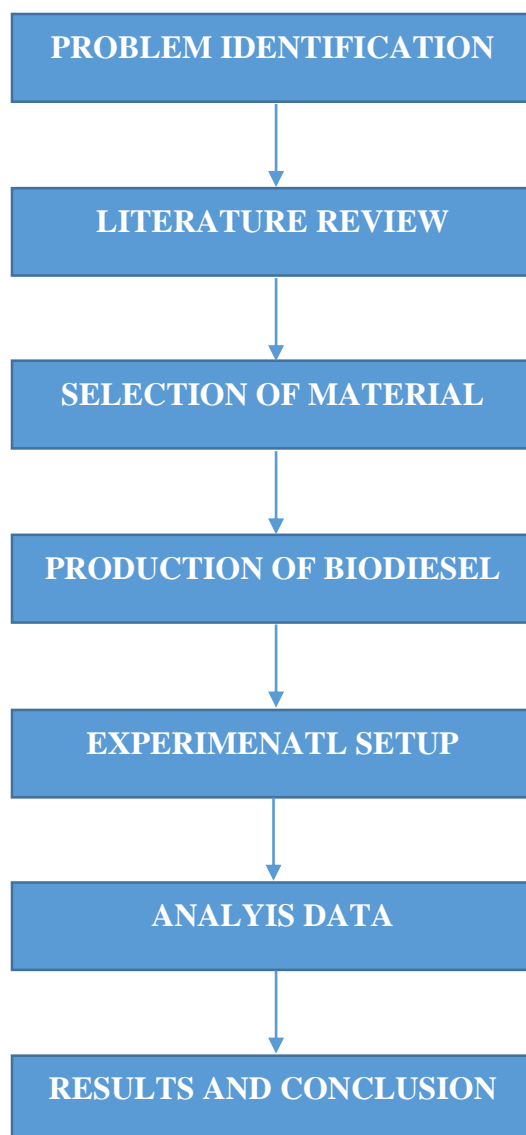 PROBLEM IDENTIFICATION
LITERATURE REVIEW
SELECTION OF MATERIAL
PRODUCTION OF BIODIESEL
EXPERIMENATL SETUP
ANALYIS DATA
RESULTS AND CONCLUSION